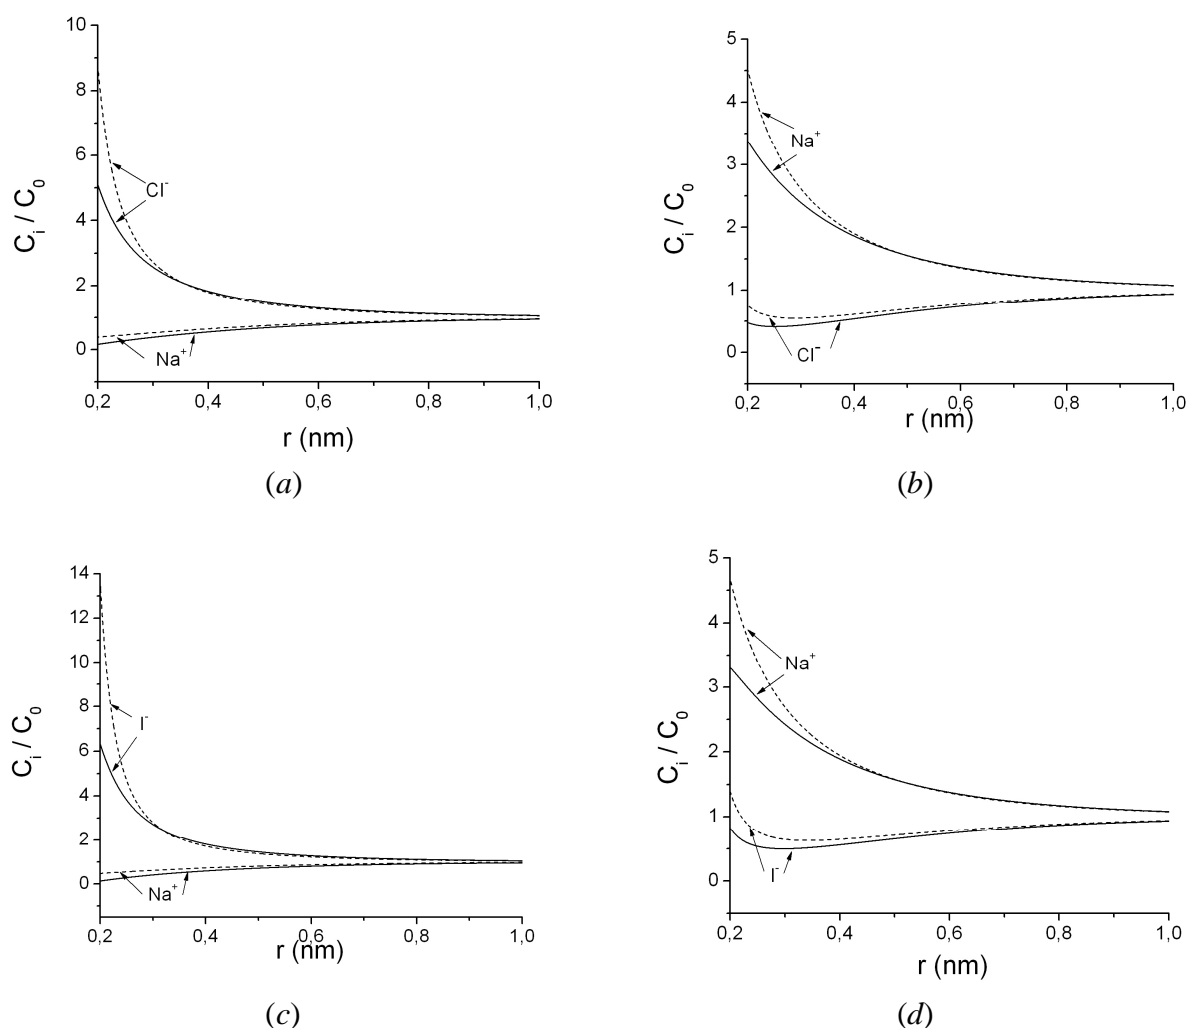 10
8
6
4
2
0
C_i / C_0
Cl⁻
Na⁺
0,2 0,4 0,6 0,8 1,0
r (nm)
(a)
5
4
3
2
1
0
C_i / C_0
Na⁺
Cl⁻
0,2 0,4 0,6 0,8 1,0
r (nm)
(b)
14
12
10
8
6
4
2
0
C_i / C_0
I⁻
Na⁺
0,2 0,4 0,6 0,8 1,0
r (nm)
(c)
5
4
3
2
1
0
C_i / C_0
Na⁺
I⁻
0,2 0,4 0,6 0,8 1,0
r (nm)
(d)